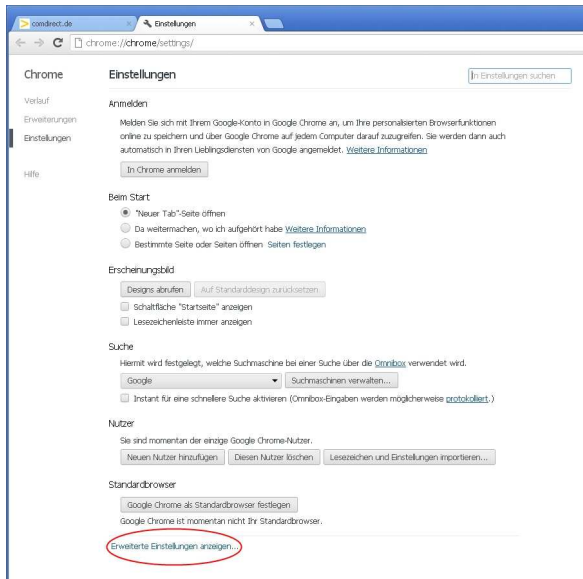 comdirect.de
Einstellungen
chrome://chrome/settings/
Chrome
Einstellungen
In Einstellungen suchen
Verlauf
Erweiterungen
Einstellungen
Hilfe
Anmelden
Melden Sie sich mit Ihrem Google-Konto in Google Chrome an, um Ihre personalisierten Browserfunktionen
online zu speichern und über Google Chrome auf jedem Computer darauf zuzugreifen. Sie werden dann auch
automatisch in Ihren Lieblingsdiensten von Google angemeldet. Weitere Informationen
In Chrome anmelden
Beim Start
"Neuer Tab"-Seite öffnen
Da weitermachen, wo ich aufgehört habe Weitere Informationen
Bestimmte Seite oder Seiten öffnen Seiten festlegen
Erscheinungsbild
Designs abrufen Auf Standarddesign zurücksetzen
Schaltfläche "Startseite" anzeigen
Lesezeichenleiste immer anzeigen
Suche
Hiermit wird festgelegt, welche Suchmaschine bei einer Suche über die Omnibox verwendet wird.
Google Suchmaschinen verwalten...
Instant für eine schnellere Suche aktivieren (Omnibox-Eingaben werden möglicherweise protokolliert.)
Nutzer
Sie sind momentan der einzige Google Chrome-Nutzer.
Neuen Nutzer hinzufügen Diesen Nutzer löschen Lesezeichen und Einstellungen importieren...
Standardbrowser
Google Chrome als Standardbrowser festlegen
Google Chrome ist momentan nicht Ihr Standardbrowser.
Erweiterte Einstellungen anzeigen...